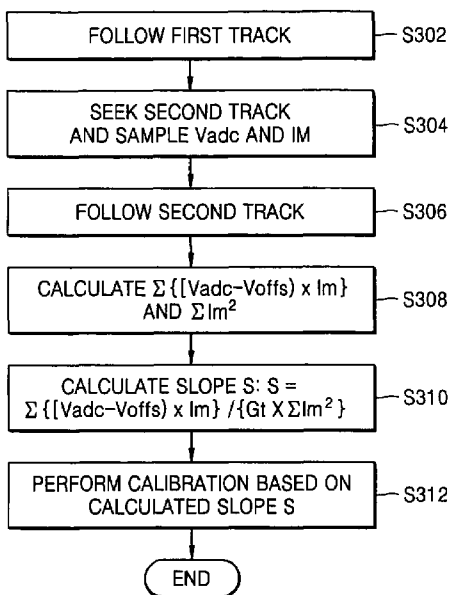 FOLLOW FIRST TRACK
S302
SEEK SECOND TRACK
AND SAMPLE Vadc AND IM
S304
FOLLOW SECOND TRACK
S306
CALCULATE Σ{[Vadc-Voffs) x Im}
AND ΣIm²
S308
CALCULATE SLOPE S: S =
Σ{[Vadc-Voffs) x Im} /{Gt X ΣIm² }
S310
PERFORM CALIBRATION BASED ON
CALCULATED SLOPE S
S312
END